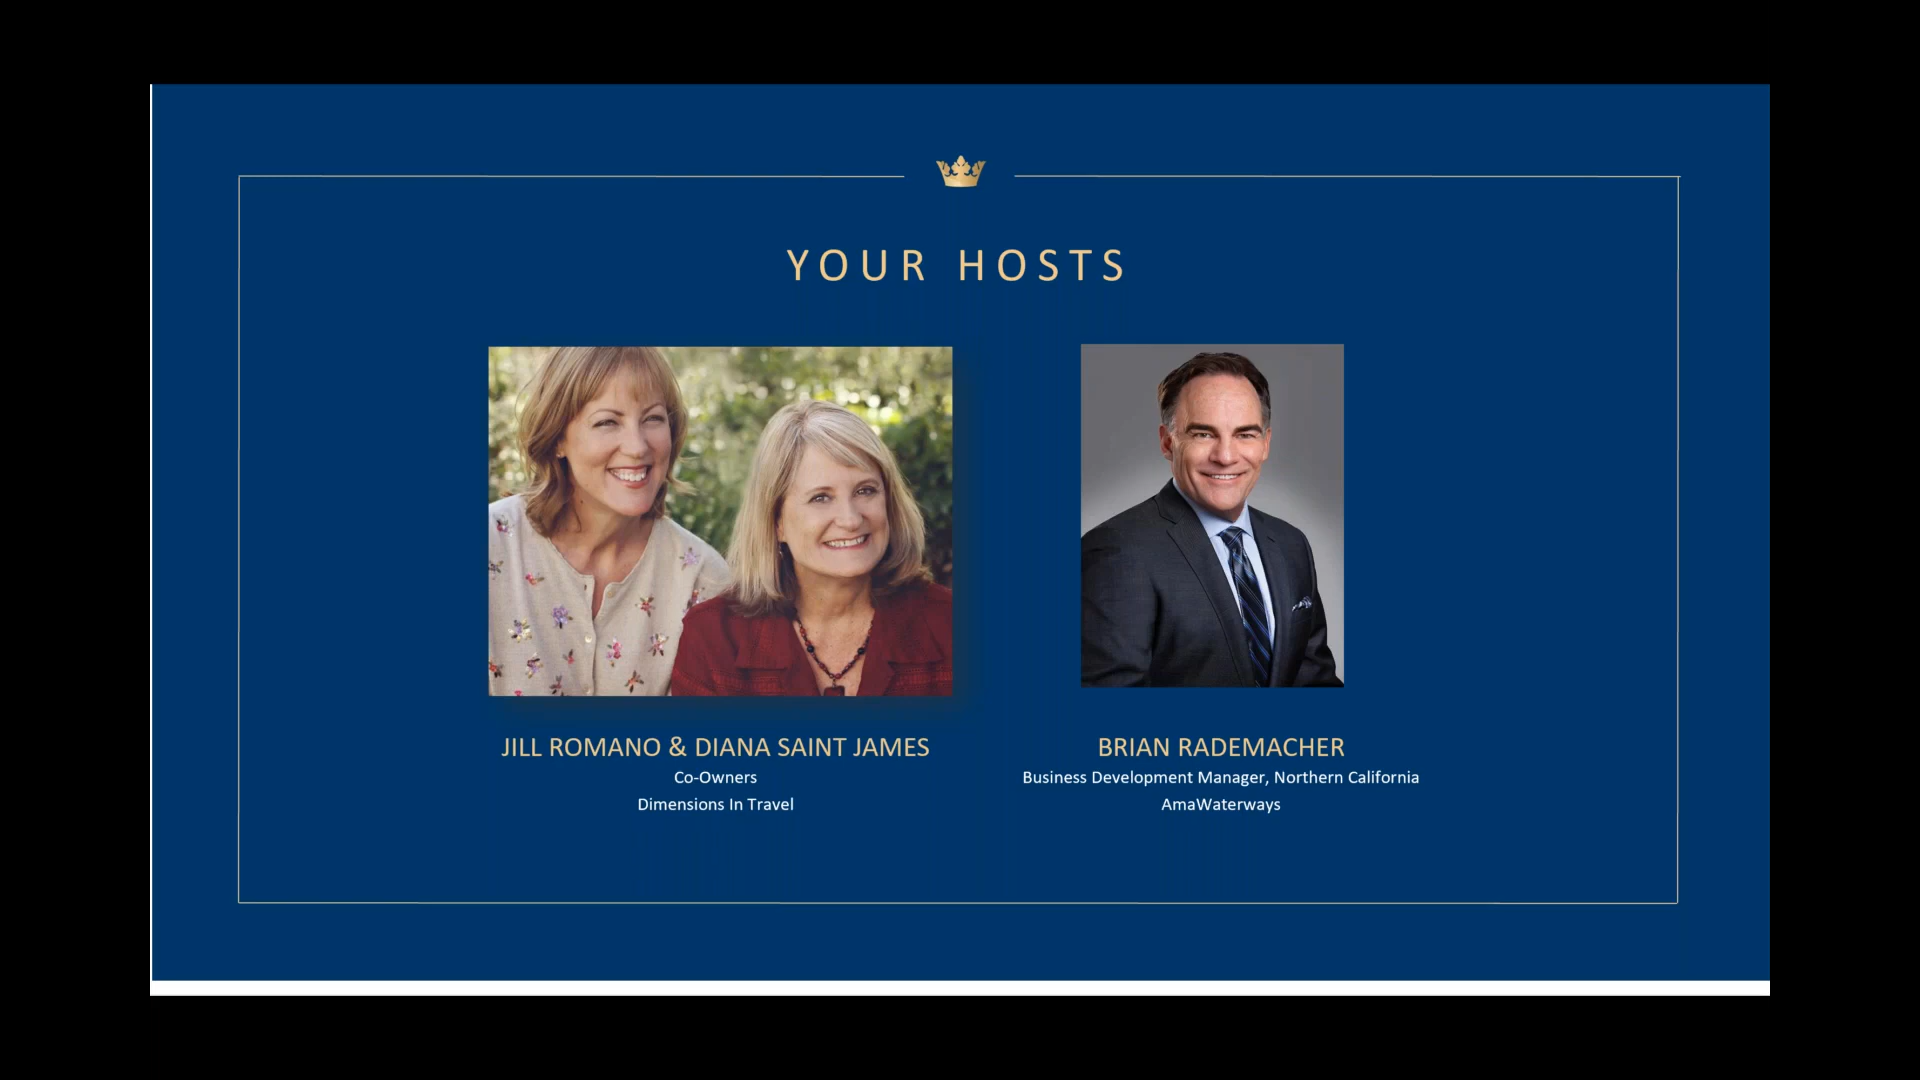 YOUR HOSTS
JILL ROMANO & DIANA SAINT JAMES
Co-Owners
Dimensions In Travel
BRIAN RADEMACHER
Business Development Manager, Northern California
AmaWaterways